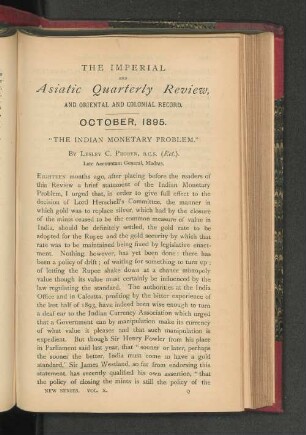 THE IMPERIAL
AND
Asiatic Quarterly Review,
AND ORIENTAL AND COLONIAL RECORD.
OCTOBER, 1895.
"THE INDIAN MONETARY PROBLEM."
By Lesley C. Probyn, B.C.S. (Ret.).
Late Accountant General, Madras.
Eighteen months ago, after placing before the readers of
this Review a brief statement of the Indian Monetary
Problem, I urged that, in order to give full effect to the
decision of Lord Herschell's Committee, the manner in
which gold was to replace silver, which had by the closure
of the mints ceased to be the common measure of value in
India, should be definitely settled, the gold rate to be
adopted for the Rupee and the gold security by which that
rate was to be maintained being fixed by legislative enact-
ment. Nothing, however, has yet been done: there has
been a policy of drift; of waiting for something to turn up;
of letting the Rupee shake down at a chance attempted
value though its value must certainly be influenced by the
law regulating the standard. The authorities at the India
Office and in Calcutta, profiting by the bitter experience of
the last half of 1893, have indeed been wise enough to turn
a deaf ear to the Indian Currency Association which urged
that a Government can by manipulation make its currency
of what value it pleases and that such manipulation is
expedient. But though Sir Henry Fowler from his place
in Parliament said last year, that "sooner or later, perhaps
the sooner the better, India must come to have a gold
standard," Sir James Westland, so far from endorsing this
statement, has recently qualified his own assertion, "that
the policy of closing the mints is still the policy of the
NEW SERIES. VOL. X. Q